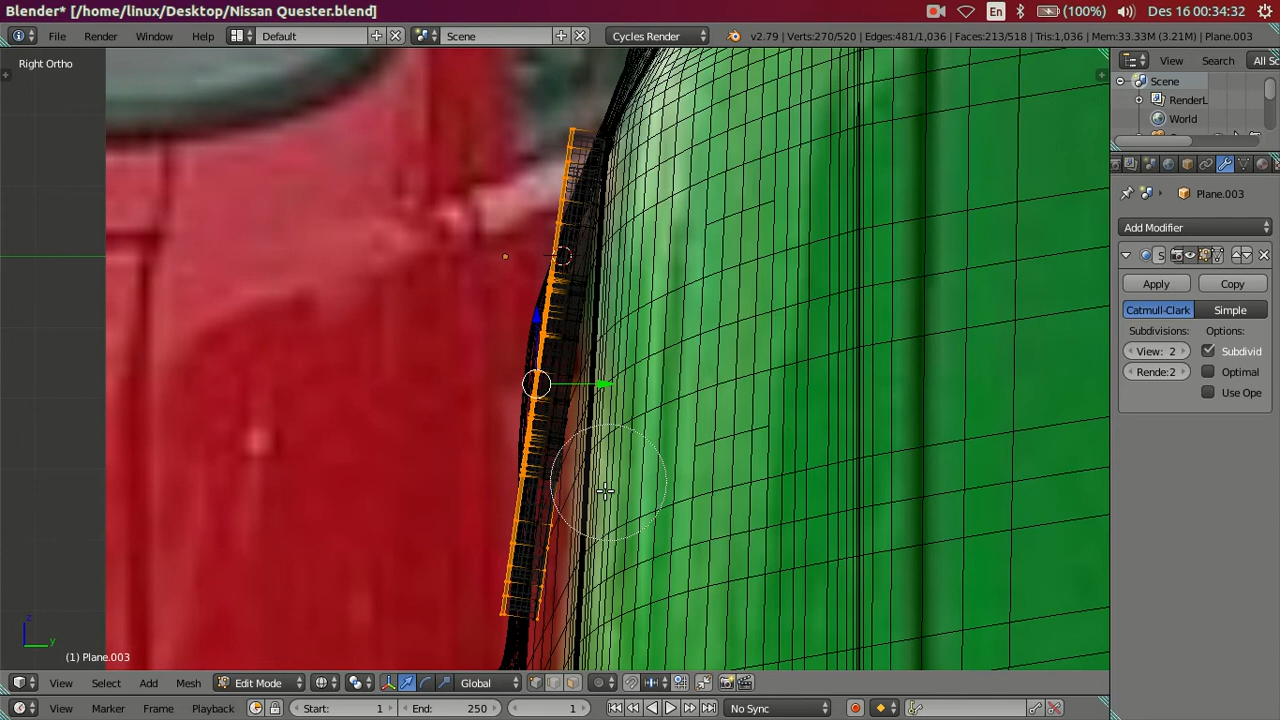 Blender* [/home/linux/Desktop/Nissan Quester.blend]
En (100%) Des 16 00:34:32
File Render Window Help Default Scene Cycles Render v2.79 | Verts:270/520 | Edges:481/1,036 | Faces:213/518 | Tris:1,036 | Mem:33.33M (3.21M) | Plane.003
Right Ortho
View Search All Sc
Scene
RenderL
World
Plane.003
Add Modifier
S
Apply Copy
Catmull-Clark Simple
Subdivisions: Options:
View: 2 Subdivid
Rende:2 Optimal
Use Ope
z
y
(1) Plane.003
View Select Add Mesh Edit Mode Global
View Marker Frame Playback Start: 1 End: 250 1 No Sync